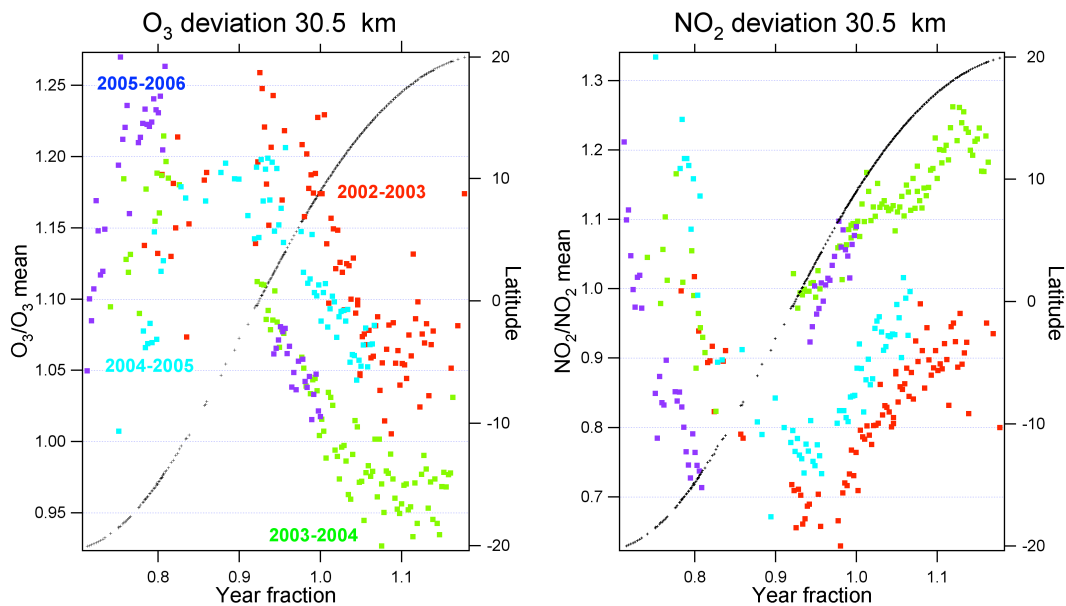 O3 deviation 30.5 km
1.25
1.20
1.15
1.10
1.05
1.00
0.95
O3/O3 mean
2005-2006
2002-2003
2004-2005
2003-2004
20
10
0
-10
-20
Latitude
0.8 0.9 1.0 1.1
Year fraction
NO2 deviation 30.5 km
1.3
1.2
1.1
1.0
0.9
0.8
0.7
NO2/NO2 mean
20
10
0
-10
-20
Latitude
0.8 0.9 1.0 1.1
Year fraction